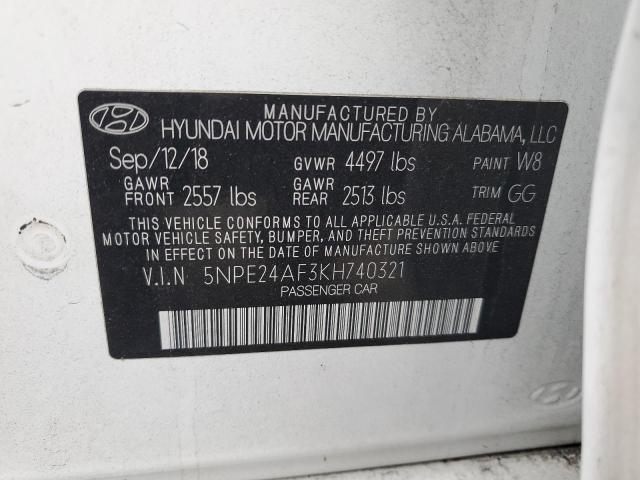 MANUFACTURED BY
HYUNDAI MOTOR MANUFACTURING ALABAMA, LLC
Sep/12/18 GVWR 4497 lbs PAINT W8
GAWR FRONT 2557 lbs GAWR REAR 2513 lbs TRIM GG
THIS VEHICLE CONFORMS TO ALL APPLICABLE U.S.A. FEDERAL
MOTOR VEHICLE SAFETY, BUMPER, AND THEFT PREVENTION STANDARDS
IN EFFECT ON THE DATE OF MANUFACTURE SHOWN ABOVE.
V.I.N 5NPE24AF3KH740321
PASSENGER CAR